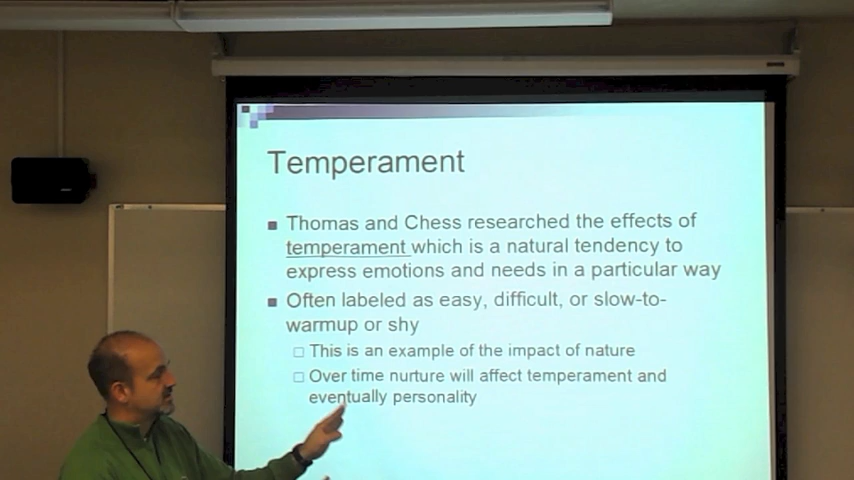 Temperament
Thomas and Chess researched the effects of
temperament which is a natural tendency to
express emotions and needs in a particular way
Often labeled as easy, difficult, or slow-to-
warmup or shy
This is an example of the impact of nature
Over time nurture will affect temperament and
eventually personality